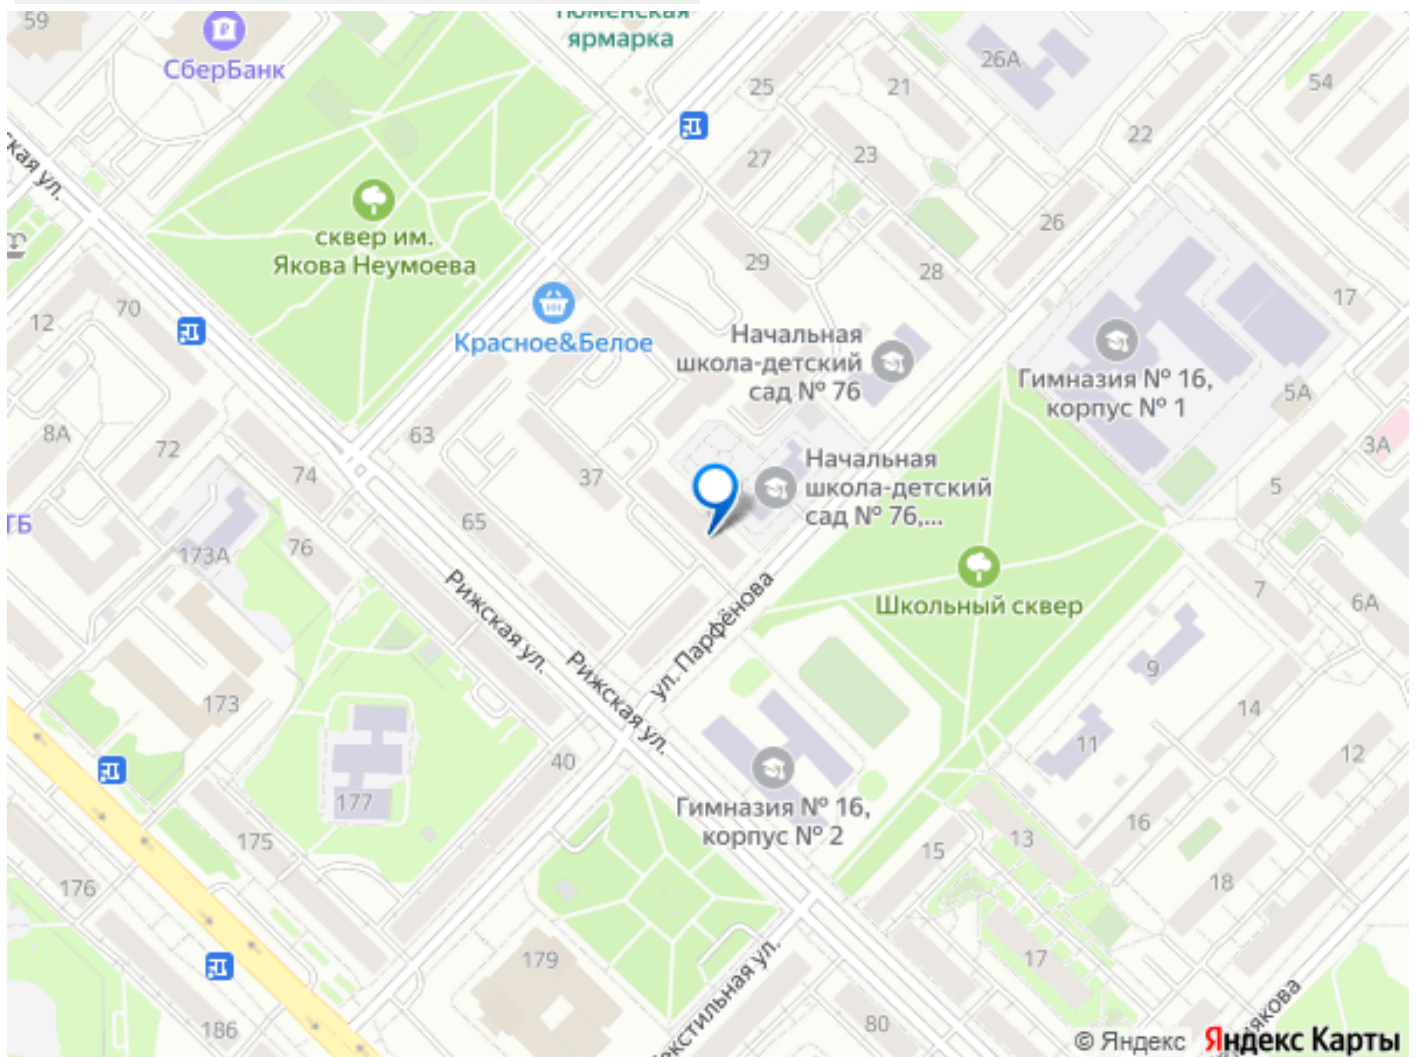 59
СберБанк
ярмарка
25
21
26А
54
22
27
23
сквер им.
Якова Неумоева
26
29
28
17
12
70
Красное&Белое
Начальная
школа-детский
сад № 76
Гимназия № 16,
корпус № 1
5А
8А
72
63
3А
74
37
Начальная
школа-детский
сад № 76,...
5
65
ТБ
173А
76
Рижская ул.
Рижская ул.
ул. Парфёнова
Школьный сквер
7
6А
9
173
14
11
12
40
177
Гимназия № 16,
корпус № 2
175
15
13
16
176
18
179
17
186
80
© Яндекс
Яндекс Карты